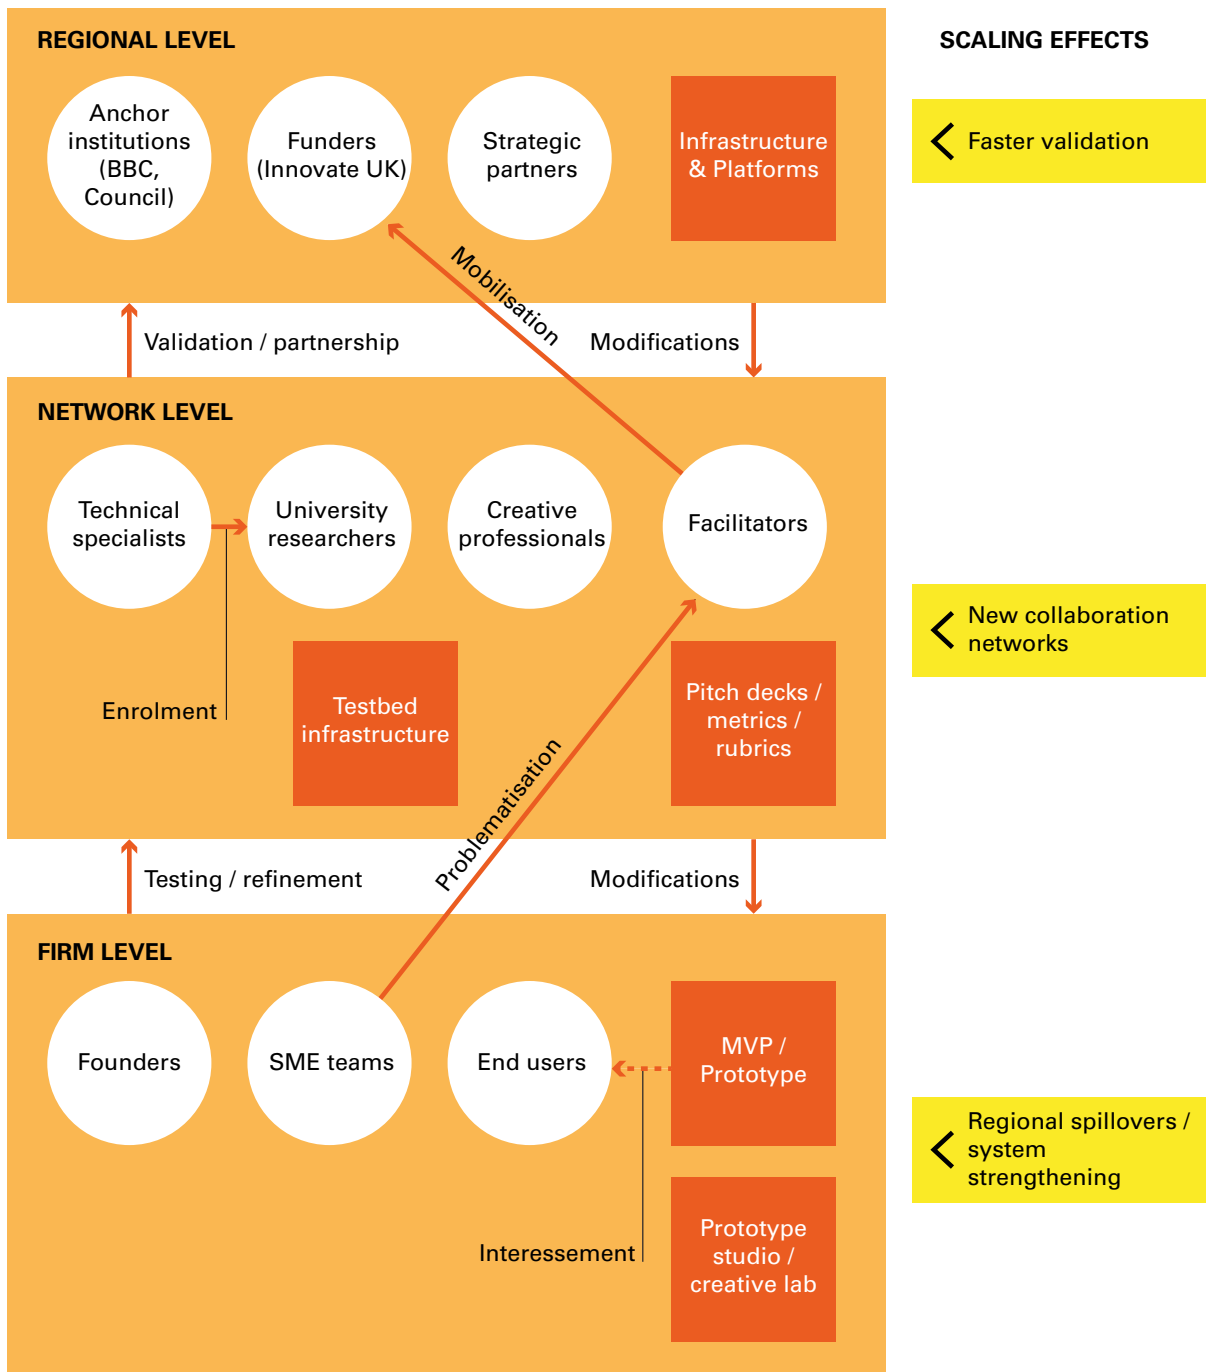 REGIONAL LEVEL
SCALING EFFECTS
Anchor
institutions
(BBC,
Council)
Funders
(Innovate UK)
Strategic
partners
Infrastructure
& Platforms
Faster validation
Mobilisation
Validation / partnership
Modifications
NETWORK LEVEL
Technical
specialists
University
researchers
Creative
professionals
Facilitators
New collaboration
networks
Enrolment
Testbed
infrastructure
Pitch decks /
metrics /
rubrics
Problematisation
Testing / refinement
Modifications
FIRM LEVEL
Founders
SME teams
End users
MVP /
Prototype
Regional spillovers /
system
strengthening
Interessement
Prototype
studio /
creative lab